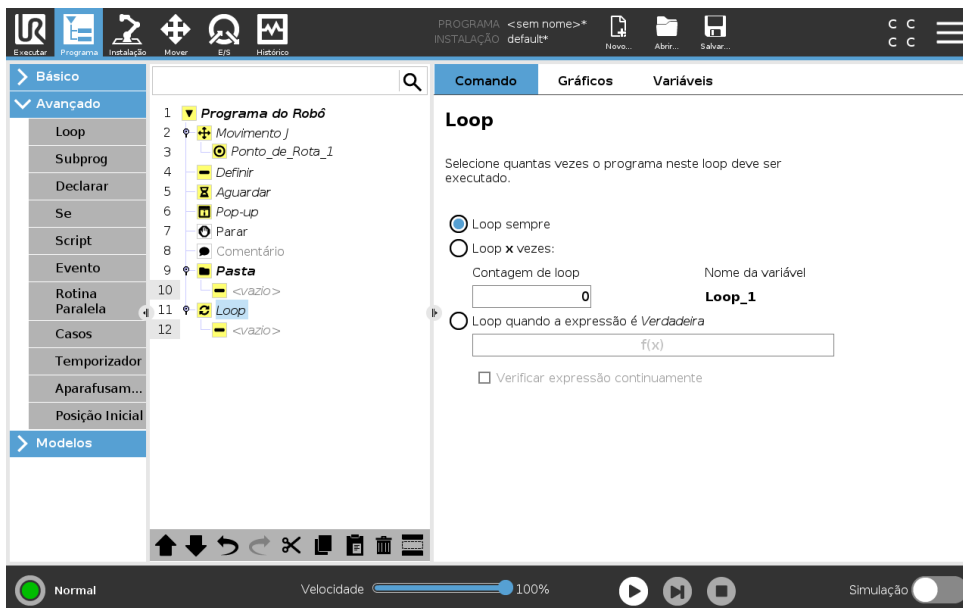 UR
Executar
Programa
Instalação
Mover
E/S
Histórico
PROGRAMA <sem nome>*
INSTALAÇÃO default*
Novo...
Abrir...
Salvar...
C C
C C
Básico
Avançado
Loop
Subprog
Declarar
Se
Script
Evento
Rotina
Paralela
Casos
Temporizador
Aparafusam...
Posição Inicial
Modelos
1 Programa do Robô
2 Movimento J
3 Ponto_de_Rota_1
4 Definir
5 Aguardar
6 Pop-up
7 Parar
8 Comentário
9 Pasta
10 <vazio>
11 Loop
12 <vazio>
Comando Gráficos Variáveis
Loop
Selecione quantas vezes o programa neste loop deve ser
executado.
Loop sempre
Loop x vezes:
Contagem de loop Nome da variável
0 Loop_1
Loop quando a expressão é Verdadeira
f(x)
Verificar expressão continuamente
Normal
Velocidade 100%
Simulação